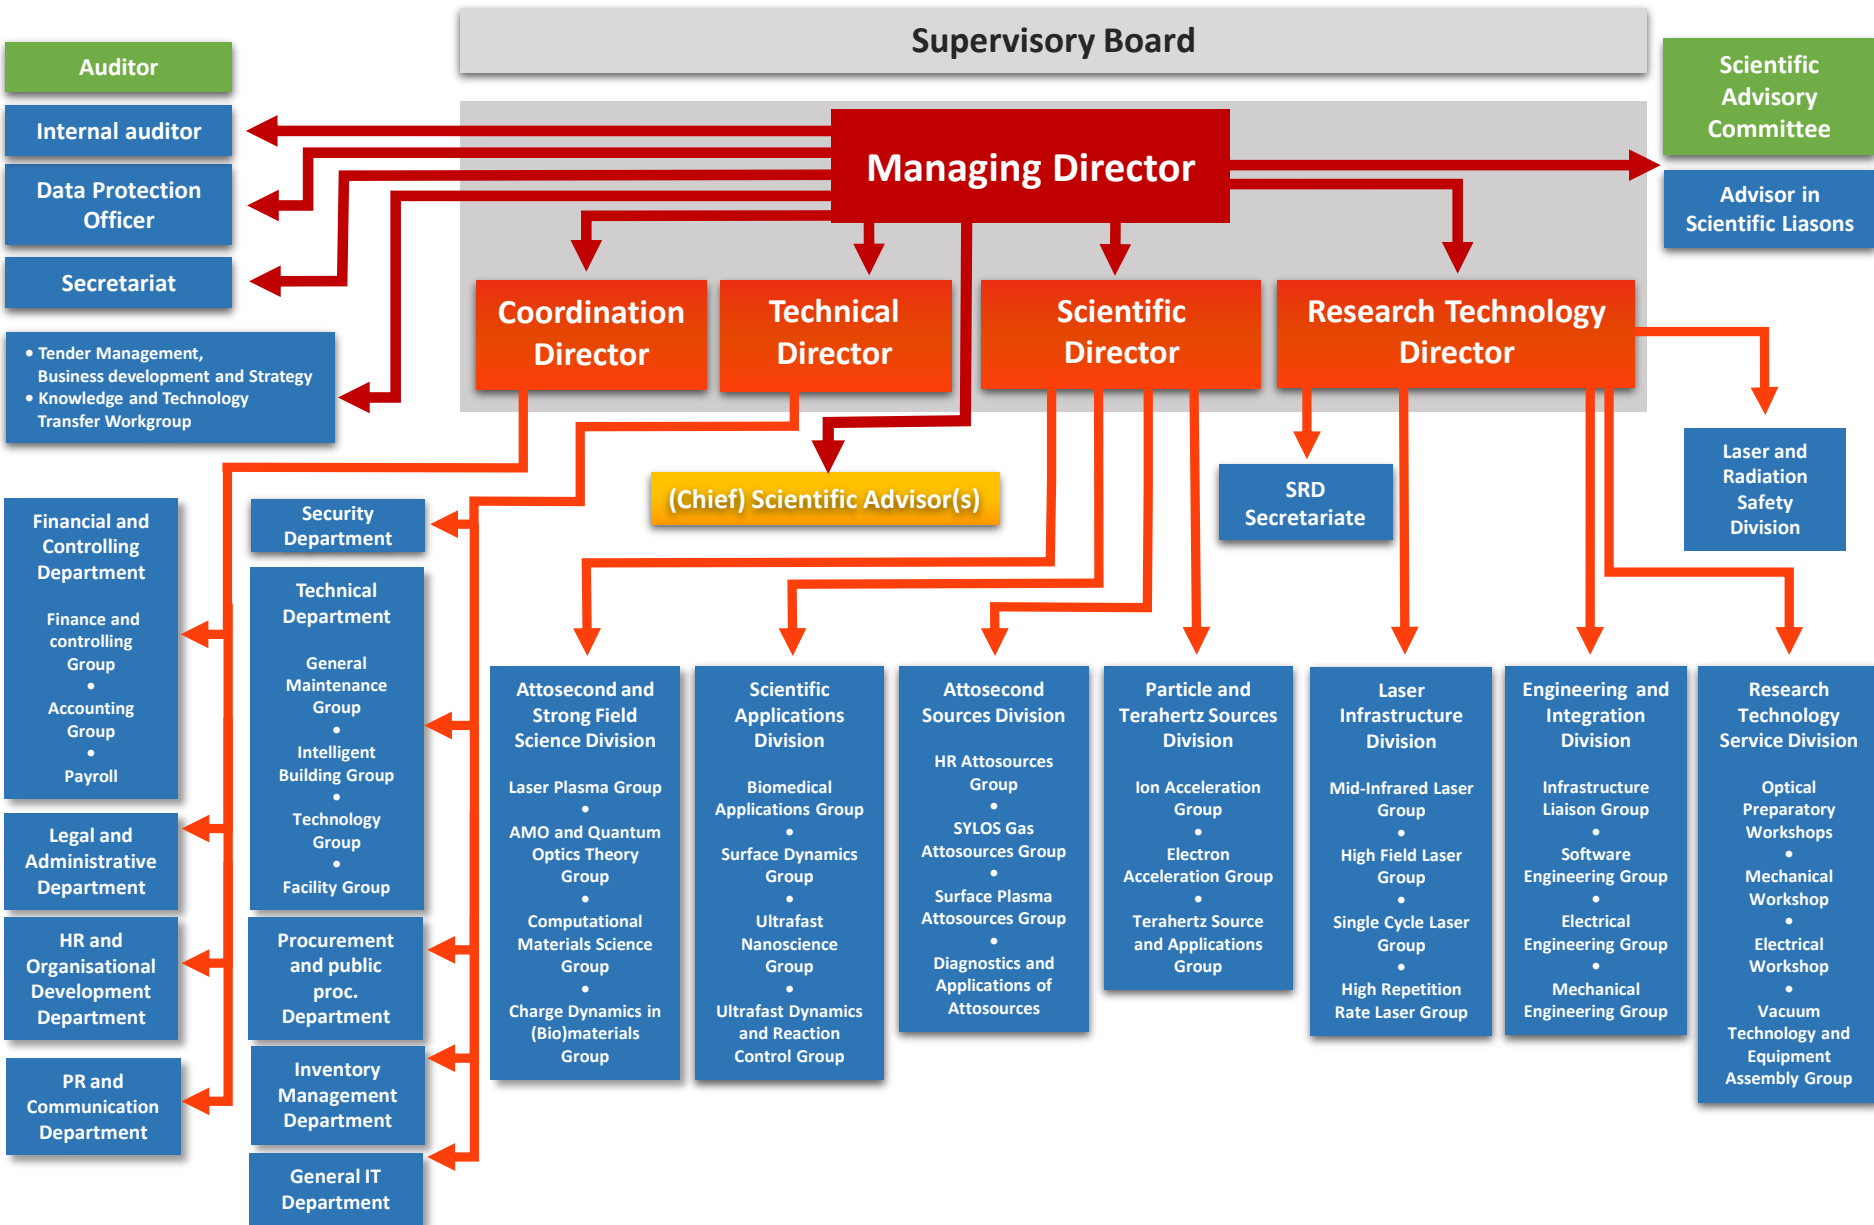 Supervisory Board
Auditor
Internal auditor
Data Protection
Officer
Secretariat
• Tender Management,
Business development and Strategy
• Knowledge and Technology
Transfer Workgroup
Managing Director
Scientific
Advisory
Committee
Advisor in
Scientific Liasons
Coordination
Director
Technical
Director
Scientific
Director
Research Technology
Director
(Chief) Scientific Advisor(s)
SRD
Secretariate
Laser and
Radiation
Safety
Division
Financial and
Controlling
Department
Finance and
controlling
Group
•
Accounting
Group
•
Payroll
Legal and
Administrative
Department
HR and
Organisational
Development
Department
PR and
Communication
Department
Security
Department
Technical
Department
General
Maintenance
Group
•
Intelligent
Building Group
•
Technology
Group
•
Facility Group
Procurement
and public
proc.
Department
Inventory
Management
Department
General IT
Department
Attosecond and
Strong Field
Science Division
Laser Plasma Group
•
AMO and Quantum
Optics Theory
Group
•
Computational
Materials Science
Group
•
Charge Dynamics in
(Bio)materials
Group
Scientific
Applications
Division
Biomedical
Applications Group
•
Surface Dynamics
Group
•
Ultrafast
Nanoscience
Group
•
Ultrafast Dynamics
and Reaction
Control Group
Attosecond
Sources Division
HR Attosources
Group
•
SYLOS Gas
Attosources Group
•
Surface Plasma
Attosources Group
•
Diagnostics and
Applications of
Attosources
Particle and
Terahertz Sources
Division
Ion Acceleration
Group
•
Electron
Acceleration Group
•
Terahertz Source
and Applications
Group
Laser
Infrastructure
Division
Mid-Infrared Laser
Group
•
High Field Laser
Group
•
Single Cycle Laser
Group
•
High Repetition
Rate Laser Group
Engineering and
Integration
Division
Infrastructure
Liaison Group
•
Software
Engineering Group
•
Electrical
Engineering Group
•
Mechanical
Engineering Group
Research
Technology
Service Division
Optical
Preparatory
Workshops
•
Mechanical
Workshop
•
Electrical
Workshop
•
Vacuum
Technology and
Equipment
Assembly Group